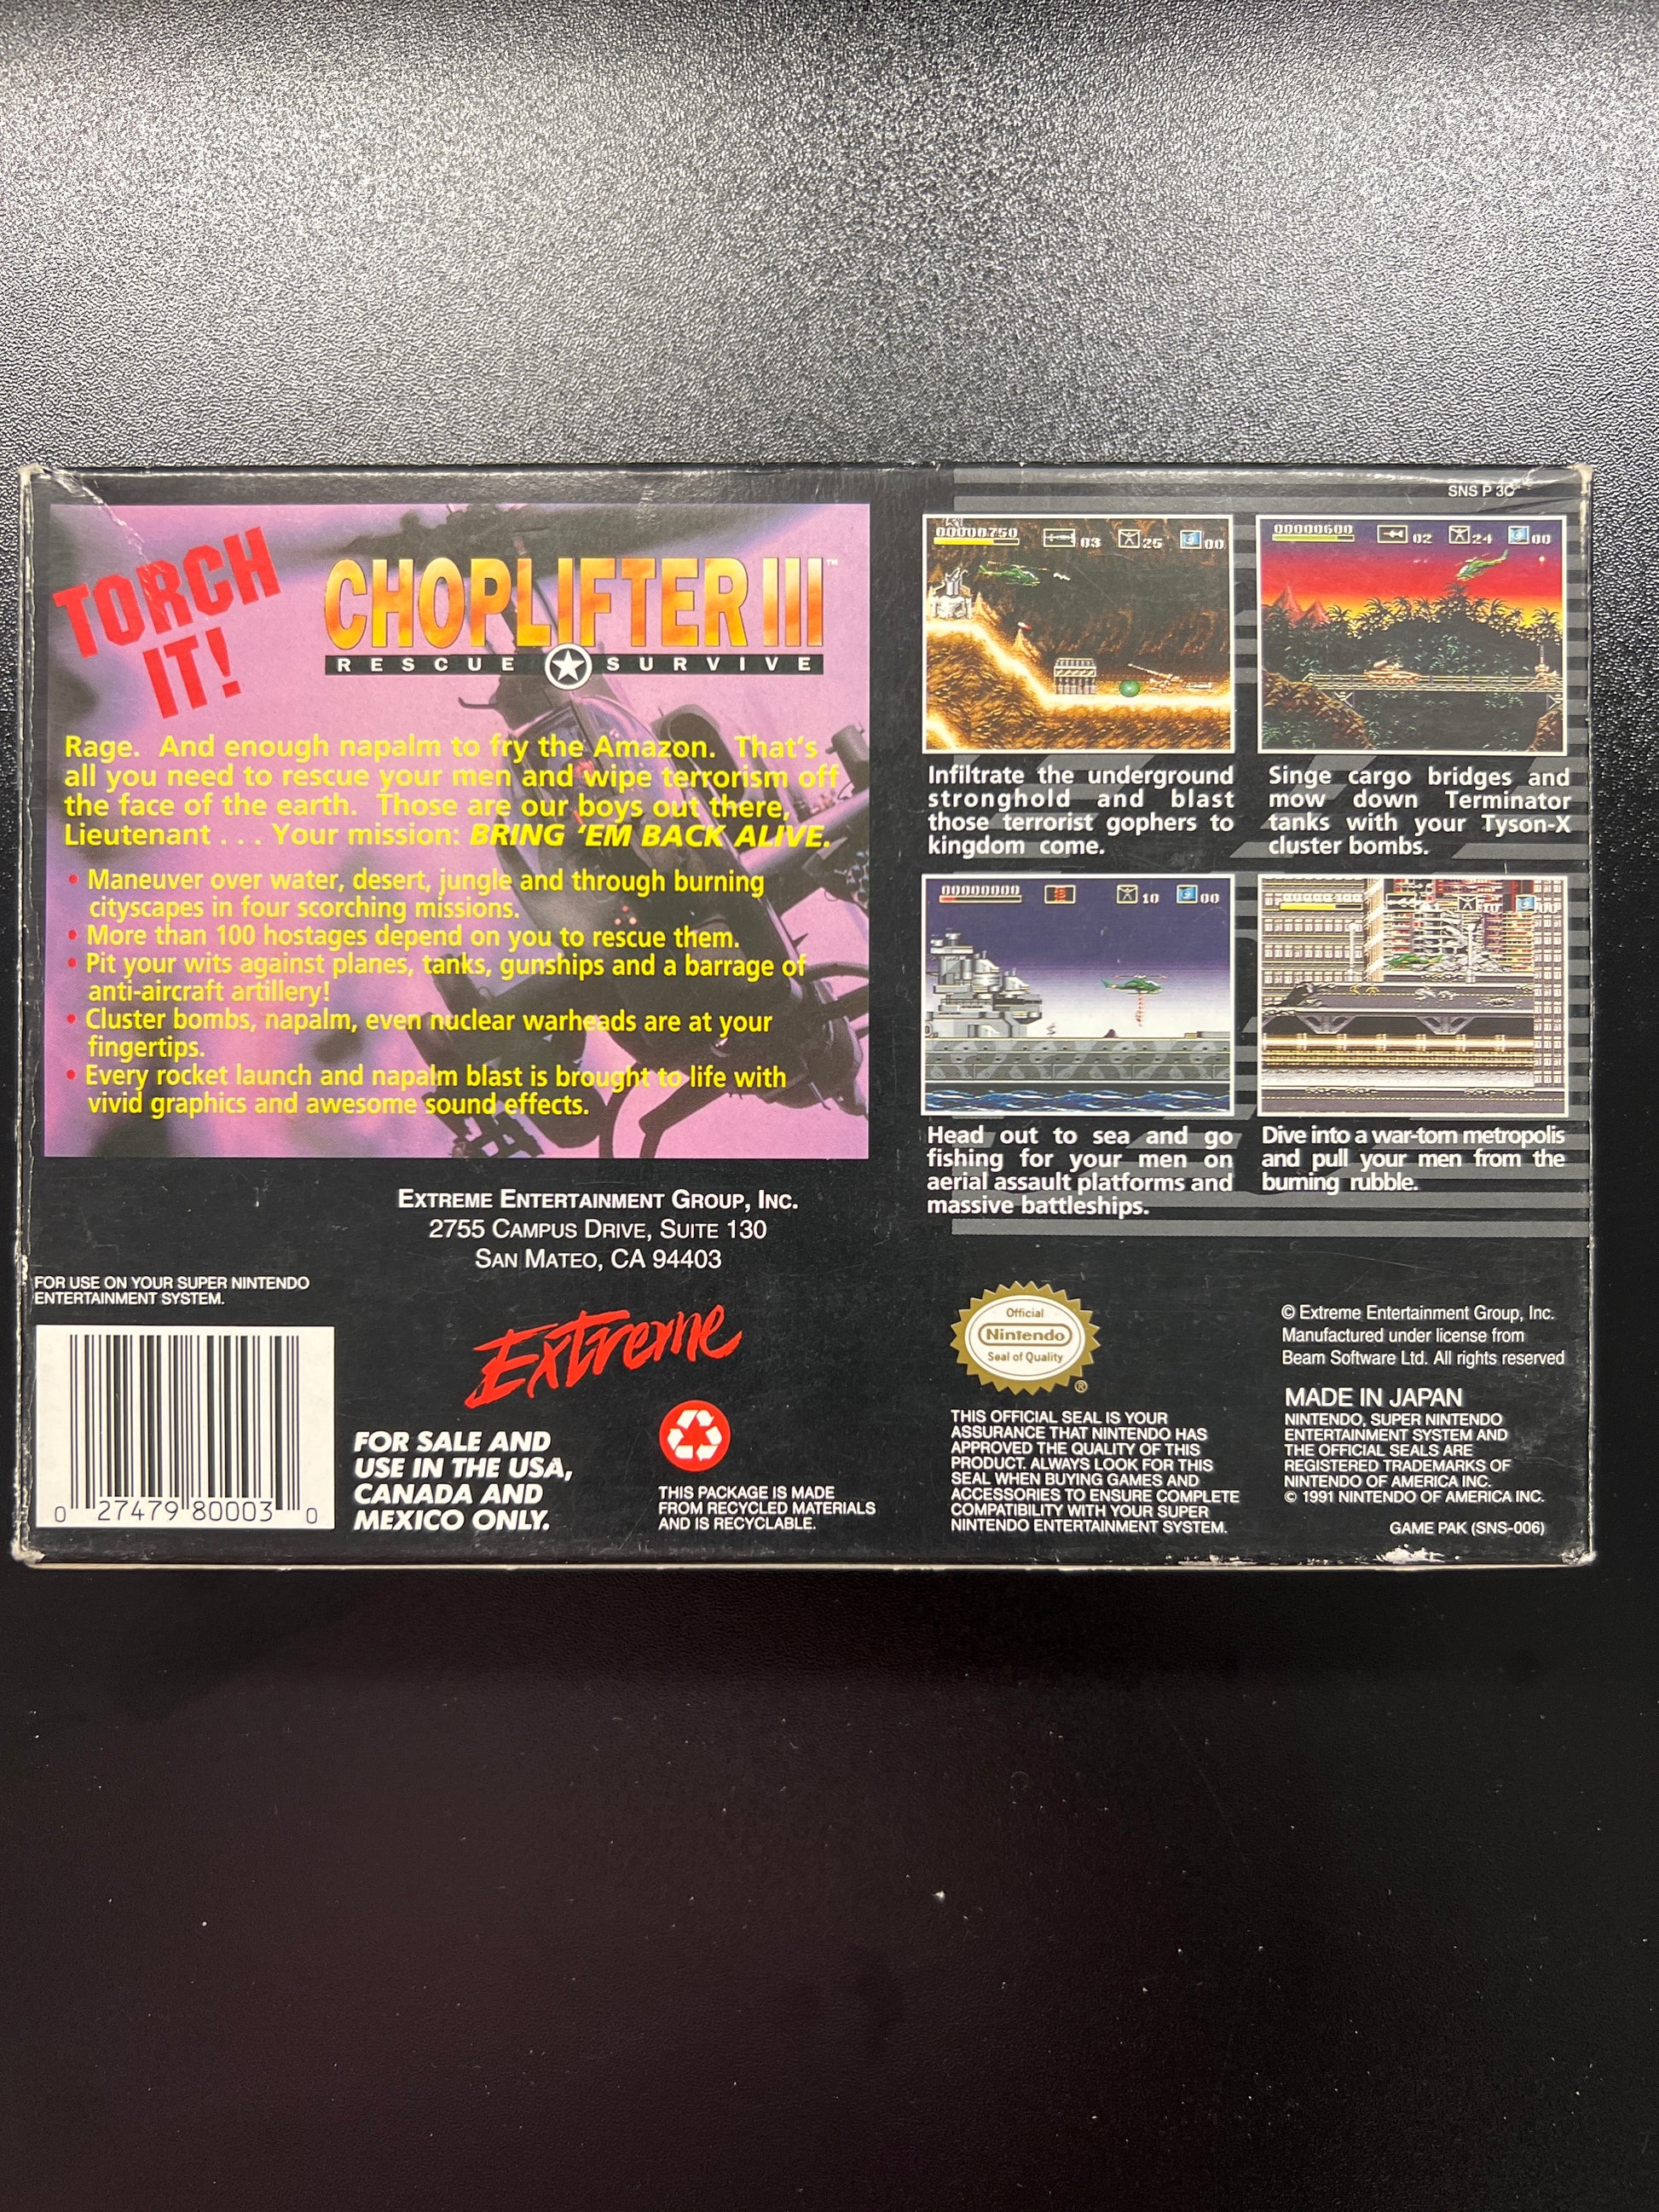 SNS P 3C
TORCH
IT!
CHOPLIFTER III™
RESCUE SURVIVE
Rage. And enough napalm to fry the Amazon. That's
all you need to rescue your men and wipe terrorism off
the face of the earth. Those are our boys out there,
Lieutenant . . . Your mission: BRING 'EM BACK ALIVE.
• Maneuver over water, desert, jungle and through burning
cityscapes in four scorching missions.
• More than 100 hostages depend on you to rescue them.
• Pit your wits against planes, tanks, gunships and a barrage of
anti-aircraft artillery!
• Cluster bombs, napalm, even nuclear warheads are at your
fingertips.
• Every rocket launch and napalm blast is brought to life with
vivid graphics and awesome sound effects.
00000750 03 25 00
00000600 02 24 00
Infiltrate the underground
stronghold and blast
those terrorist gophers to
kingdom come.
Singe cargo bridges and
mow down Terminator
tanks with your Tyson-X
cluster bombs.
00000000 10 00
Head out to sea and go
fishing for your men on
aerial assault platforms and
massive battleships.
Dive into a war-torn metropolis
and pull your men from the
burning rubble.
EXTREME ENTERTAINMENT GROUP, INC.
2755 CAMPUS DRIVE, SUITE 130
SAN MATEO, CA 94403
FOR USE ON YOUR SUPER NINTENDO
ENTERTAINMENT SYSTEM.
0 27479 80003 0
Extreme
FOR SALE AND
USE IN THE USA,
CANADA AND
MEXICO ONLY.
THIS PACKAGE IS MADE
FROM RECYCLED MATERIALS
AND IS RECYCLABLE.
Official
Nintendo
Seal of Quality
®
THIS OFFICIAL SEAL IS YOUR
ASSURANCE THAT NINTENDO HAS
APPROVED THE QUALITY OF THIS
PRODUCT. ALWAYS LOOK FOR THIS
SEAL WHEN BUYING GAMES AND
ACCESSORIES TO ENSURE COMPLETE
COMPATIBILITY WITH YOUR SUPER
NINTENDO ENTERTAINMENT SYSTEM.
© Extreme Entertainment Group, Inc.
Manufactured under license from
Beam Software Ltd. All rights reserved
MADE IN JAPAN
NINTENDO, SUPER NINTENDO
ENTERTAINMENT SYSTEM AND
THE OFFICIAL SEALS ARE
REGISTERED TRADEMARKS OF
NINTENDO OF AMERICA INC.
© 1991 NINTENDO OF AMERICA INC.
GAME PAK (SNS-006)